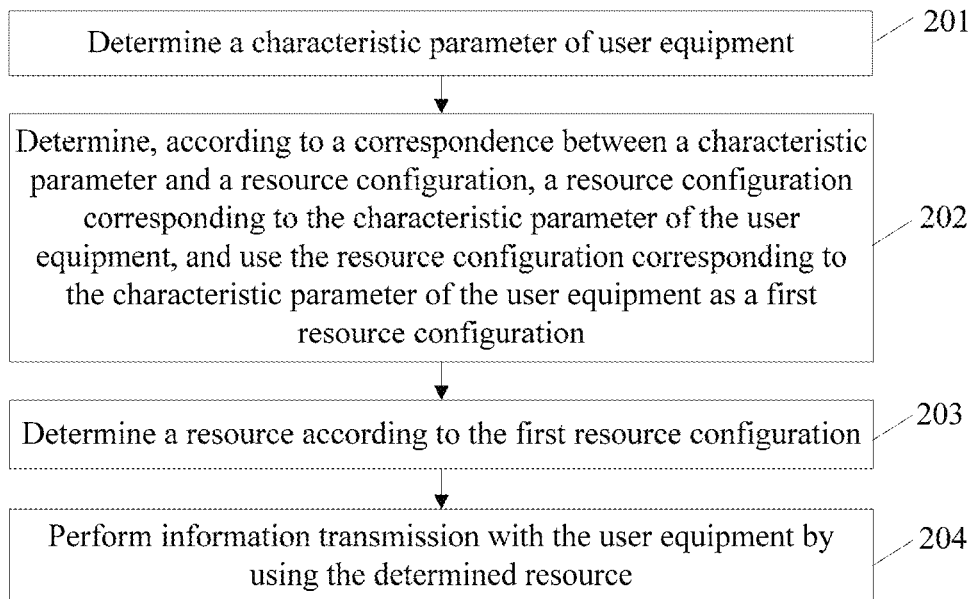 Determine a characteristic parameter of user equipment
201
Determine, according to a correspondence between a characteristic
parameter and a resource configuration, a resource configuration
corresponding to the characteristic parameter of the user
equipment, and use the resource configuration corresponding to
the characteristic parameter of the user equipment as a first
resource configuration
202
Determine a resource according to the first resource configuration
203
Perform information transmission with the user equipment by
using the determined resource
204